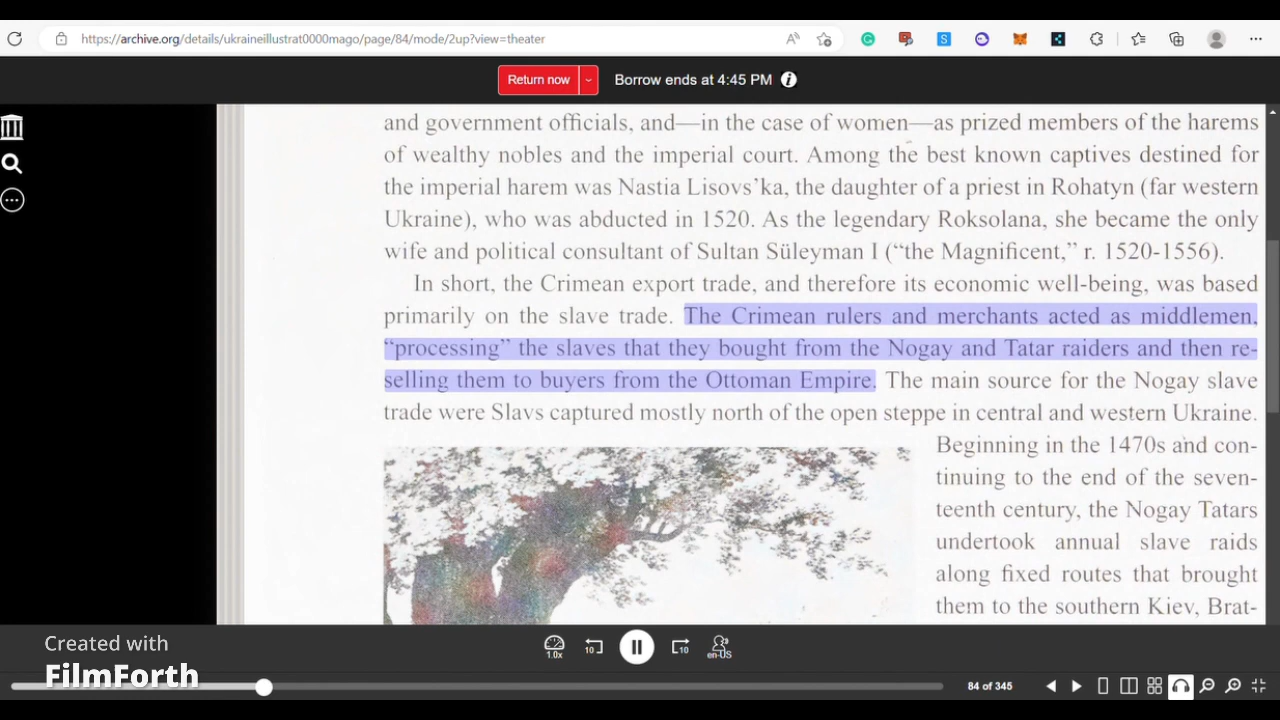 https://archive.org/details/ukraineillustrat0000mago/page/84/mode/2up?view=theater
Return now
Borrow ends at 4:45 PM
and government officials, and—in the case of women—as prized members of the harems
of wealthy nobles and the imperial court. Among the best known captives destined for
the imperial harem was Nastia Lisovs’ka, the daughter of a priest in Rohatyn (far western
Ukraine), who was abducted in 1520. As the legendary Roksolana, she became the only
wife and political consultant of Sultan Süleyman I (“the Magnificent,” r. 1520-1556).
In short, the Crimean export trade, and therefore its economic well-being, was based
primarily on the slave trade. The Crimean rulers and merchants acted as middlemen,
“processing” the slaves that they bought from the Nogay and Tatar raiders and then re-
selling them to buyers from the Ottoman Empire. The main source for the Nogay slave
trade were Slavs captured mostly north of the open steppe in central and western Ukraine.
Beginning in the 1470s and con-
tinuing to the end of the seven-
teenth century, the Nogay Tatars
undertook annual slave raids
along fixed routes that brought
them to the southern Kiev, Brat-
Created with
FilmForth
1.0x
10
10
en-US
84 of 345